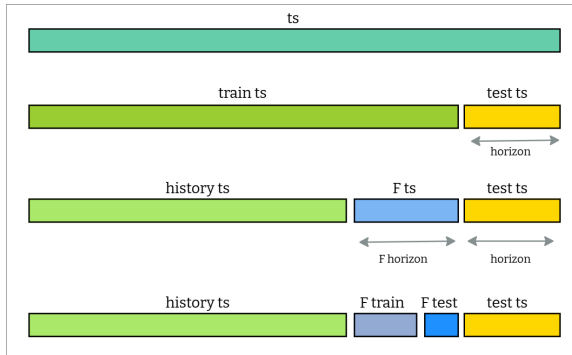 ts
train ts test ts
horizon
history ts F ts test ts
F horizon horizon
history ts F train F test test ts